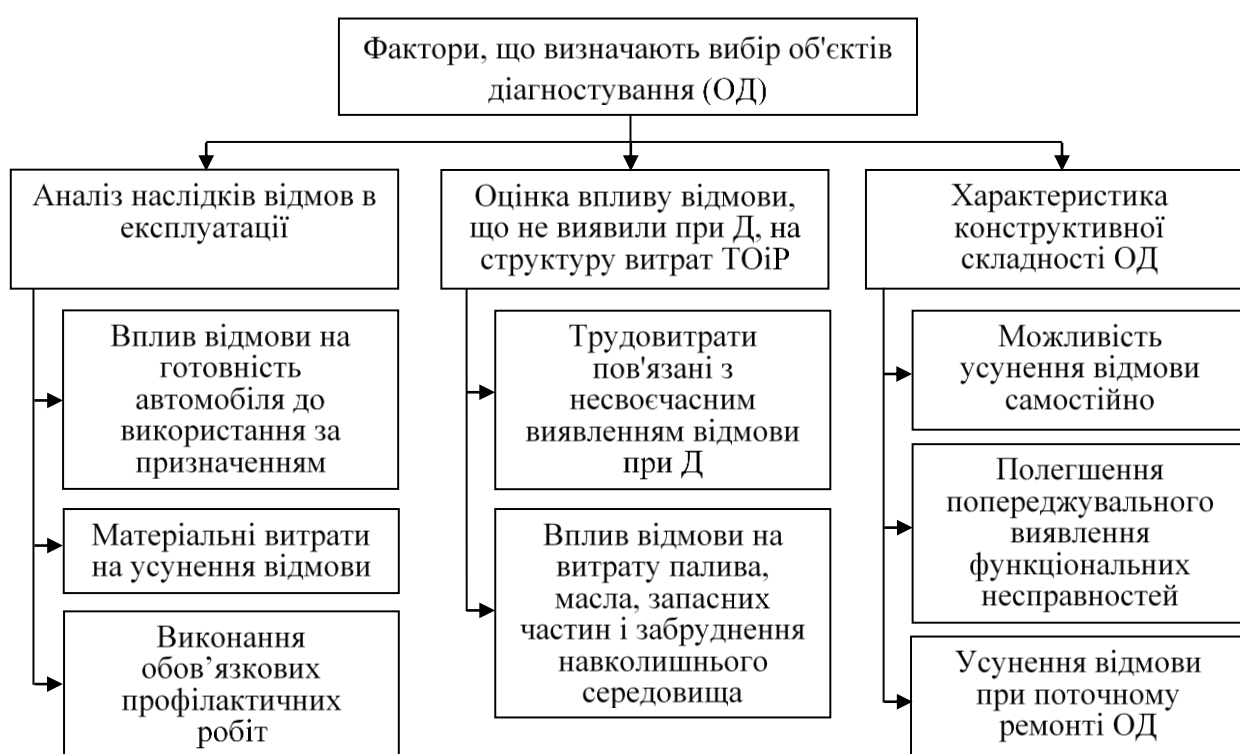 Фактори, що визначають вибір об'єктів
діагностування (ОД)
Аналіз наслідків відмов в
експлуатації
Вплив відмови на
готовність
автомобіля до
використання за
призначенням
Матеріальні витрати
на усунення відмови
Виконання
обов’язкових
профілактичних
робіт
Оцінка впливу відмови,
що не виявили при Д, на
структуру витрат ТОіР
Трудовитрати
пов'язані з
несвоєчасним
виявленням відмови
при Д
Вплив відмови на
витрату палива,
масла, запасних
частин і забруднення
навколишнього
середовища
Характеристика
конструктивної
складності ОД
Можливість
усунення відмови
самостійно
Полегшення
попереджувального
виявлення
функціональних
несправностей
Усунення відмови
при поточному
ремонті ОД